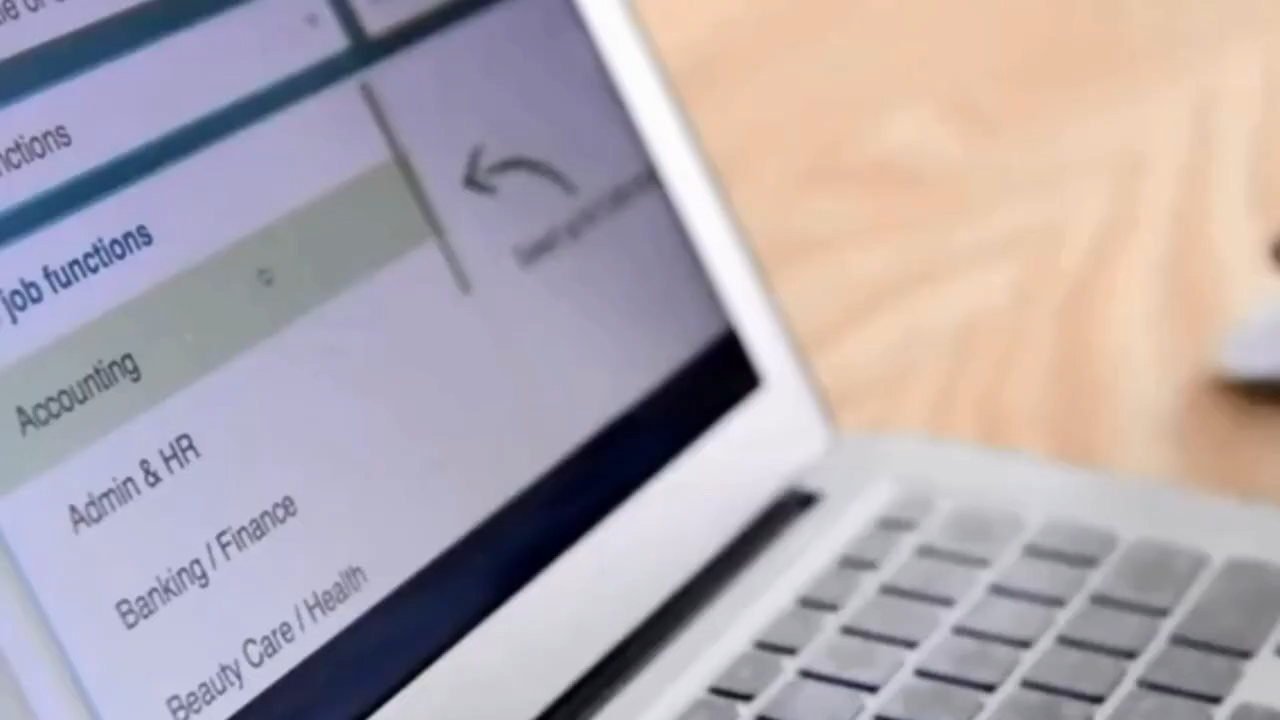 nctions
job functions
Accounting
Admin & HR
Banking / Finance
Beauty Care / Health